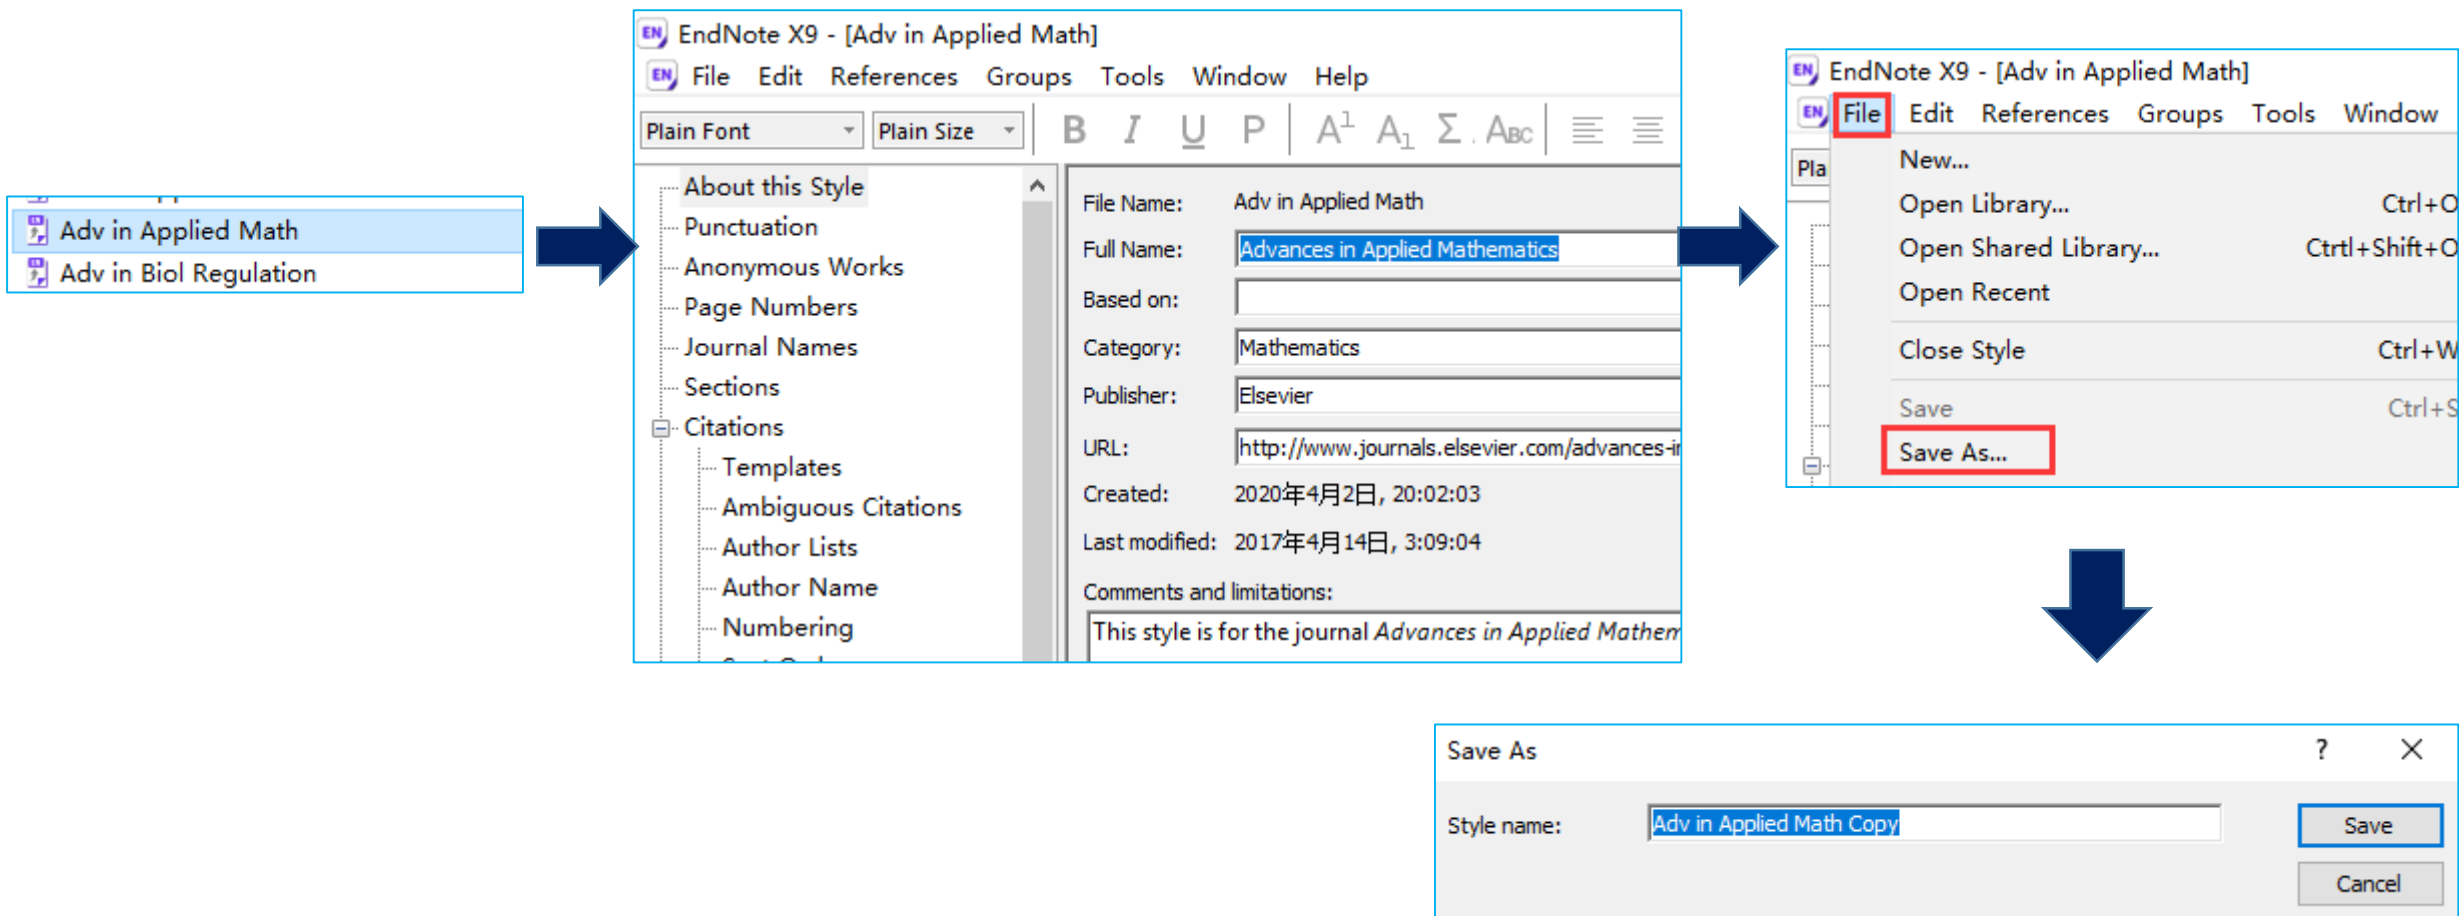 Adv in Applied Math
Adv in Biol Regulation
EndNote X9 - [Adv in Applied Math]
File Edit References Groups Tools Window Help
Plain Font Plain Size B I U P A1 A1 Σ ABC
About this Style
Punctuation
Anonymous Works
Page Numbers
Journal Names
Sections
Citations
Templates
Ambiguous Citations
Author Lists
Author Name
Numbering
File Name: Adv in Applied Math
Full Name: Advances in Applied Mathematics
Based on:
Category: Mathematics
Publisher: Elsevier
URL: http://www.journals.elsevier.com/advances-i
Created: 2020年4月2日, 20:02:03
Last modified: 2017年4月14日, 3:09:04
Comments and limitations:
This style is for the journal Advances in Applied Mathem
EndNote X9 - [Adv in Applied Math]
File Edit References Groups Tools Window
Pla
New...
Open Library... Ctrl+O
Open Shared Library... Ctrtl+Shift+O
Open Recent
Close Style Ctrl+W
Save Ctrl+S
Save As...
Save As ?
Style name: Adv in Applied Math Copy Save
Cancel